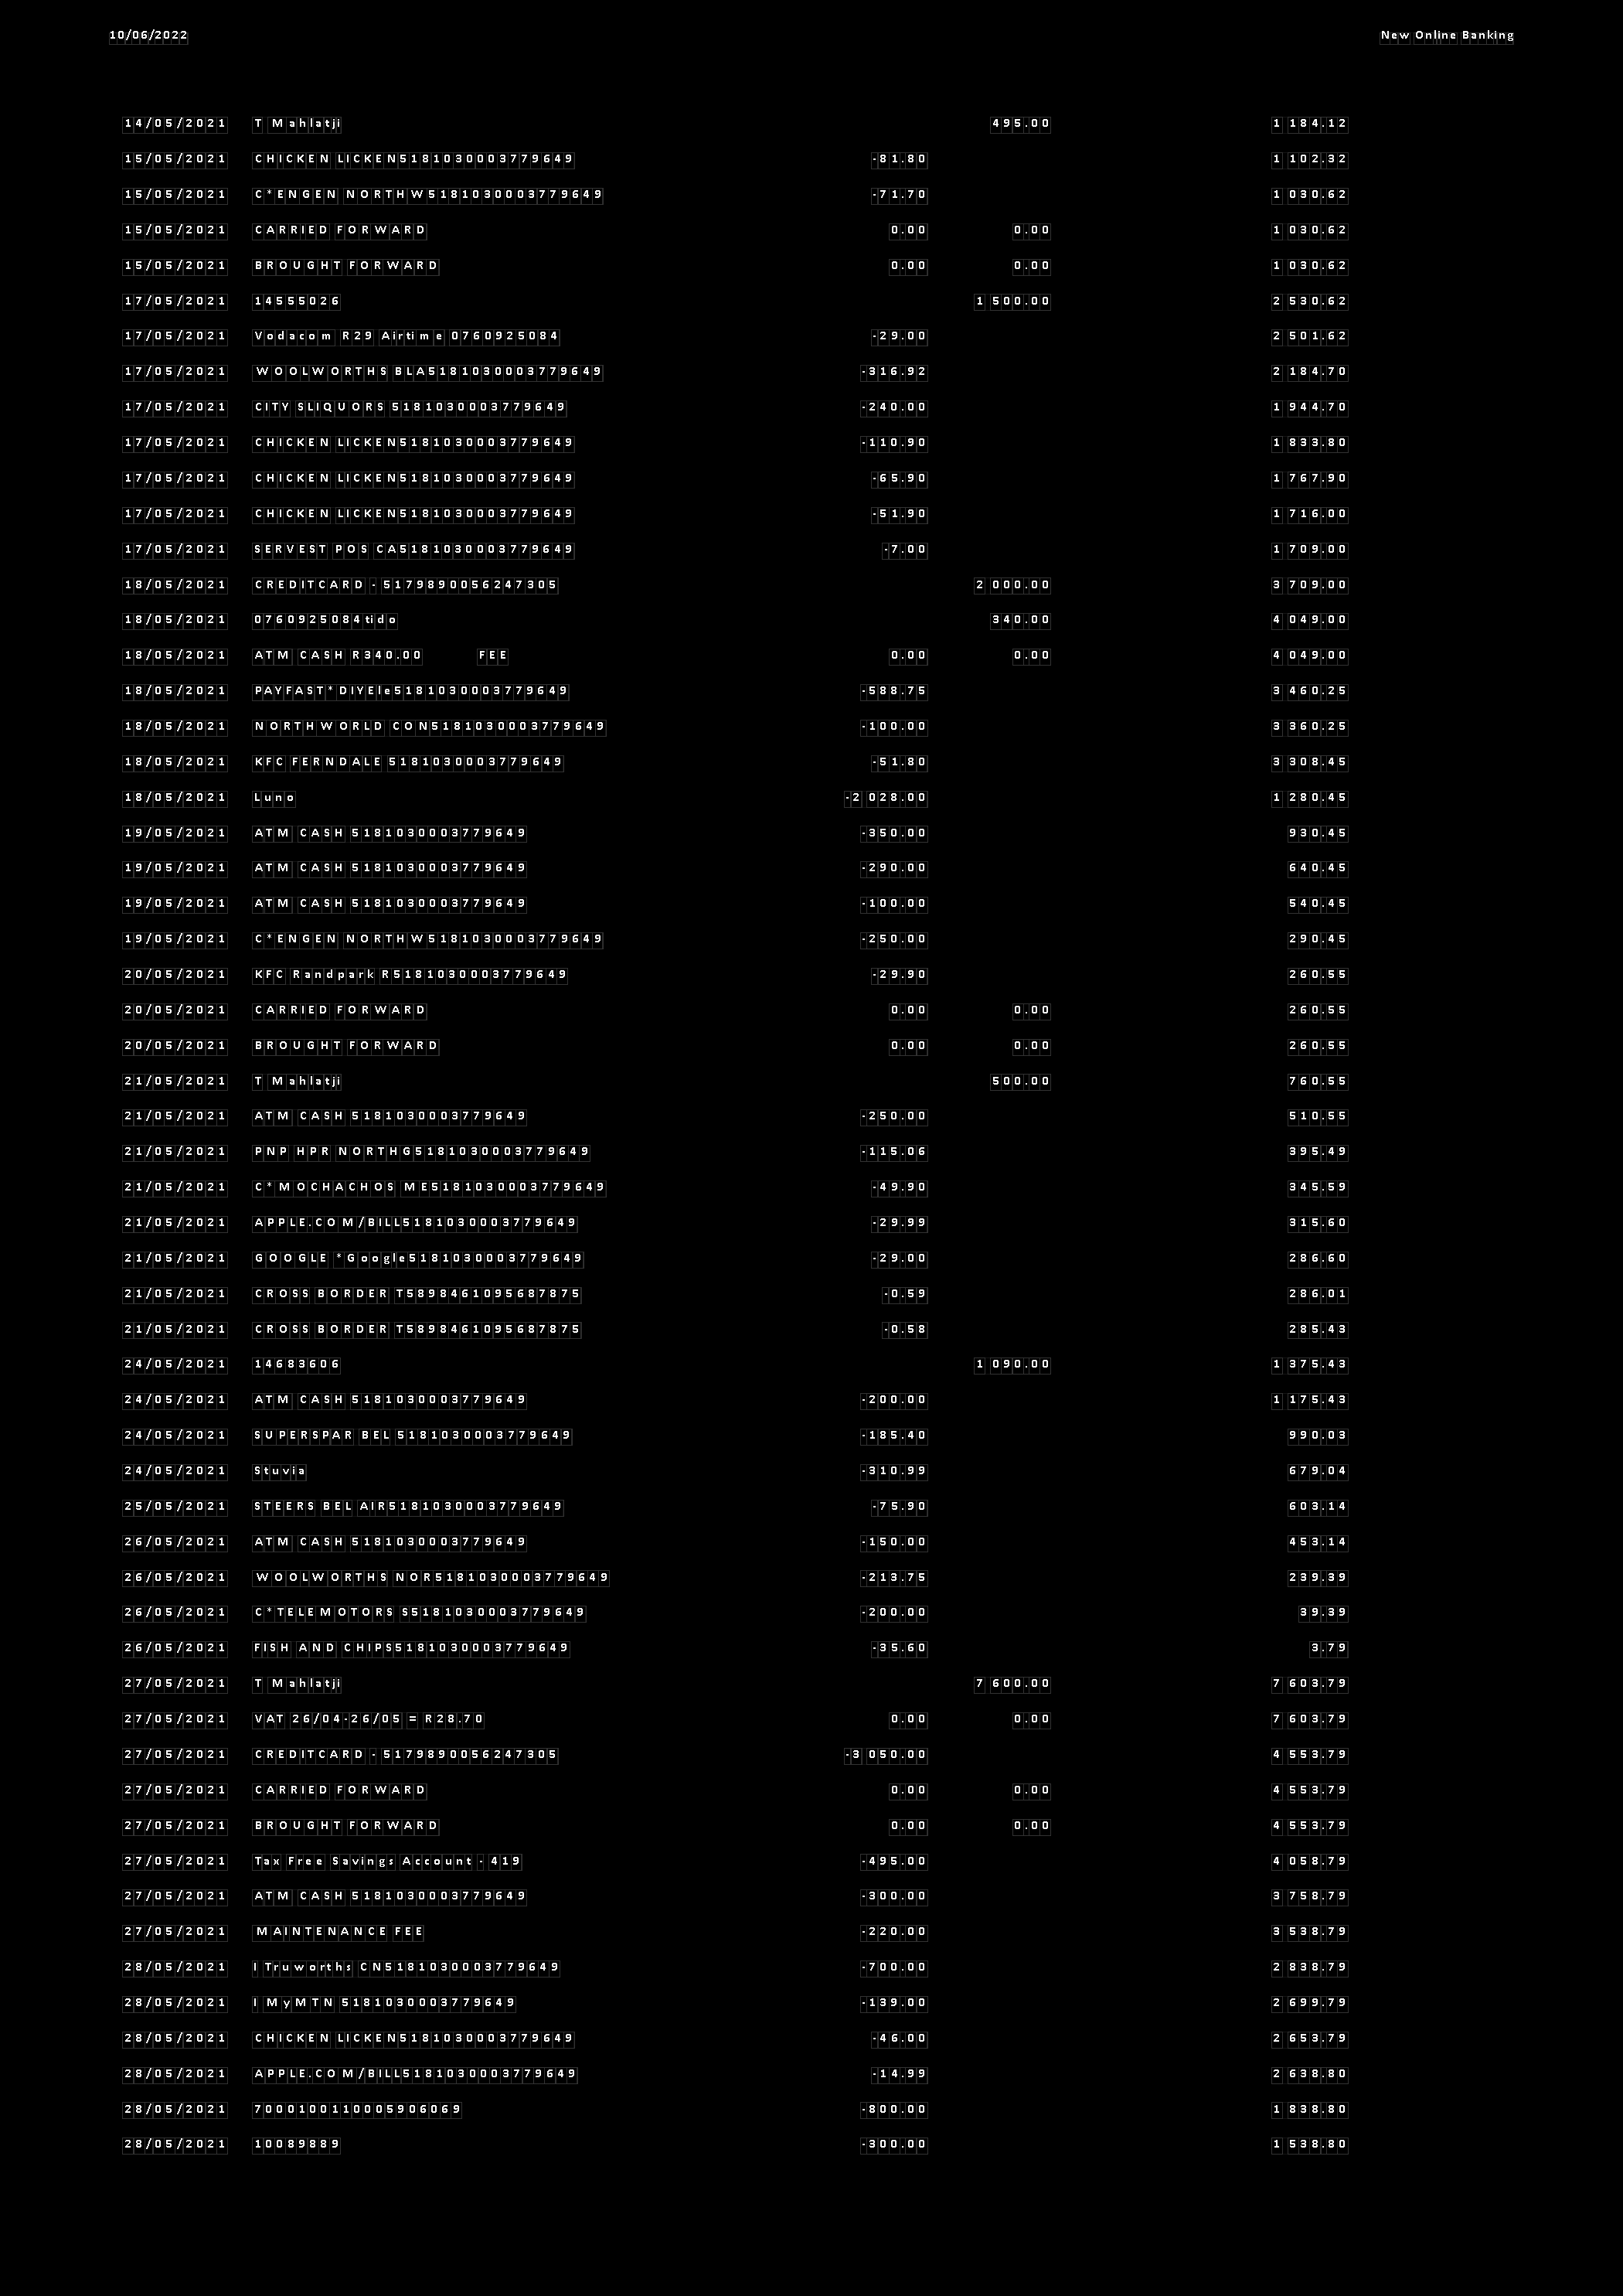 10/06/2022 New Online Banking
14/05/2021 T Mahlatji 495.00 1 184.12
15/05/2021 CHICKEN LICKEN5181030003779649 -81.80 1 102.32
15/05/2021 C*ENGEN NORTHW5181030003779649 -71.70 1 030.62
15/05/2021 CARRIED FORWARD 0.00 0.00 1 030.62
15/05/2021 BROUGHT FORWARD 0.00 0.00 1 030.62
17/05/2021 14555026 1 500.00 2 530.62
17/05/2021 Vodacom R29 Airtime 0760925084 -29.00 2 501.62
17/05/2021 WOOLWORTHS BLA5181030003779649 -316.92 2 184.70
17/05/2021 CITY SLIQUORS 5181030003779649 -240.00 1 944.70
17/05/2021 CHICKEN LICKEN5181030003779649 -110.90 1 833.80
17/05/2021 CHICKEN LICKEN5181030003779649 -65.90 1 767.90
17/05/2021 CHICKEN LICKEN5181030003779649 -51.90 1 716.00
17/05/2021 SERVEST POS CA5181030003779649 -7.00 1 709.00
18/05/2021 CREDITCARD - 5179890056247305 2 000.00 3 709.00
18/05/2021 0760925084tido 340.00 4 049.00
18/05/2021 ATM CASH R340.00 FEE 0.00 0.00 4 049.00
18/05/2021 PAYFAST*DIYEle5181030003779649 -588.75 3 460.25
18/05/2021 NORTHWORLD CON5181030003779649 -100.00 3 360.25
18/05/2021 KFC FERNDALE 5181030003779649 -51.80 3 308.45
18/05/2021 Luno -2 028.00 1 280.45
19/05/2021 ATM CASH 5181030003779649 -350.00 930.45
19/05/2021 ATM CASH 5181030003779649 -290.00 640.45
19/05/2021 ATM CASH 5181030003779649 -100.00 540.45
19/05/2021 C*ENGEN NORTHW5181030003779649 -250.00 290.45
20/05/2021 KFC Randpark R5181030003779649 -29.90 260.55
20/05/2021 CARRIED FORWARD 0.00 0.00 260.55
20/05/2021 BROUGHT FORWARD 0.00 0.00 260.55
21/05/2021 T Mahlatji 500.00 760.55
21/05/2021 ATM CASH 5181030003779649 -250.00 510.55
21/05/2021 PNP HPR NORTHG5181030003779649 -115.06 395.49
21/05/2021 C*MOCHACHOS ME5181030003779649 -49.90 345.59
21/05/2021 APPLE.COM/BILL5181030003779649 -29.99 315.60
21/05/2021 GOOGLE *Google5181030003779649 -29.00 286.60
21/05/2021 CROSS BORDER T5898461095687875 -0.59 286.01
21/05/2021 CROSS BORDER T5898461095687875 -0.58 285.43
24/05/2021 14683606 1 090.00 1 375.43
24/05/2021 ATM CASH 5181030003779649 -200.00 1 175.43
24/05/2021 SUPERSPAR BEL 5181030003779649 -185.40 990.03
24/05/2021 Stuvia -310.99 679.04
25/05/2021 STEERS BEL AIR5181030003779649 -75.90 603.14
26/05/2021 ATM CASH 5181030003779649 -150.00 453.14
26/05/2021 WOOLWORTHS NOR5181030003779649 -213.75 239.39
26/05/2021 C*TELEMOTORS S5181030003779649 -200.00 39.39
26/05/2021 FISH AND CHIPS5181030003779649 -35.60 3.79
27/05/2021 T Mahlatji 7 600.00 7 603.79
27/05/2021 VAT 26/04-26/05 = R28.70 0.00 0.00 7 603.79
27/05/2021 CREDITCARD - 5179890056247305 -3 050.00 4 553.79
27/05/2021 CARRIED FORWARD 0.00 0.00 4 553.79
27/05/2021 BROUGHT FORWARD 0.00 0.00 4 553.79
27/05/2021 Tax Free Savings Account - 419 -495.00 4 058.79
27/05/2021 ATM CASH 5181030003779649 -300.00 3 758.79
27/05/2021 MAINTENANCE FEE -220.00 3 538.79
28/05/2021 I Truworths CN5181030003779649 -700.00 2 838.79
28/05/2021 I MyMTN 5181030003779649 -139.00 2 699.79
28/05/2021 CHICKEN LICKEN5181030003779649 -46.00 2 653.79
28/05/2021 APPLE.COM/BILL5181030003779649 -14.99 2 638.80
28/05/2021 7000100110005906069 -800.00 1 838.80
28/05/2021 10089889 -300.00 1 538.80